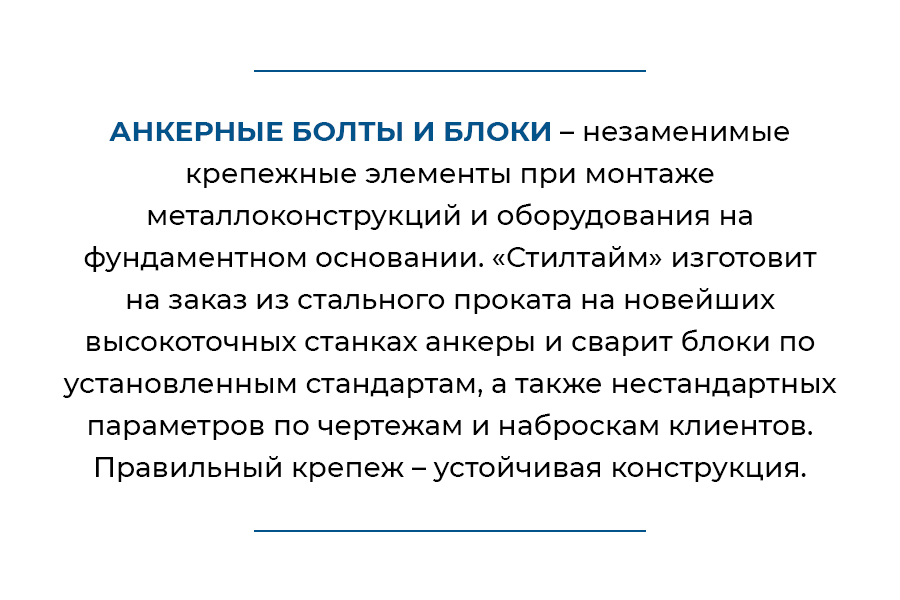 АНКЕРНЫЕ БОЛТЫ И БЛОКИ – незаменимые
крепежные элементы при монтаже
металлоконструкций и оборудования на
фундаментном основании. «Стилтайм» изготовит
на заказ из стального проката на новейших
высокоточных станках анкеры и сварит блоки по
установленным стандартам, а также нестандартных
параметров по чертежам и наброскам клиентов.
Правильный крепеж – устойчивая конструкция.